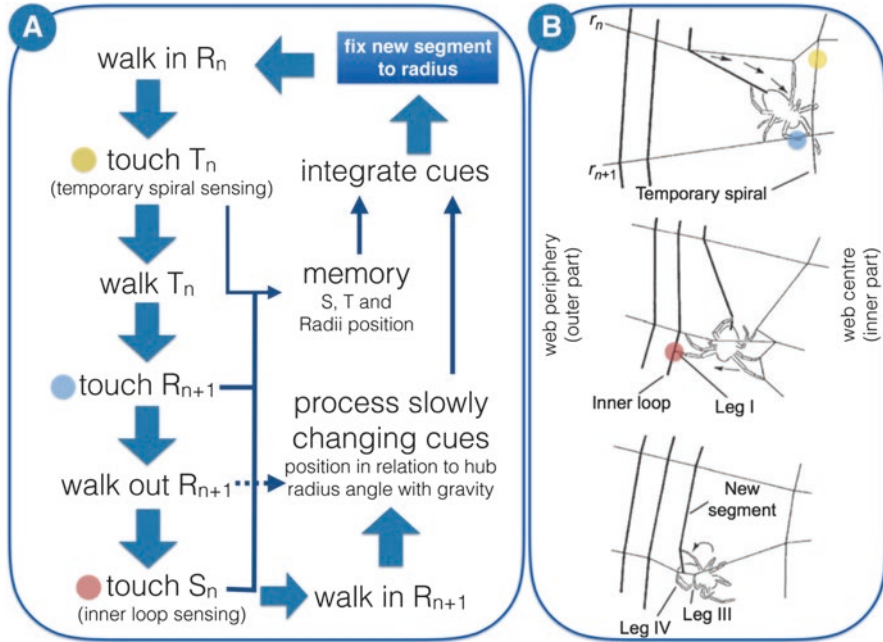 A
walk in Rn
fix new segment
to radius
touch Tn
(temporary spiral sensing)
integrate cues
walk Tn
memory
S, T and
Radii position
touch Rn+1
process slowly
changing cues
position in relation to hub
radius angle with gravity
walk out Rn+1
touch Sn
(inner loop sensing)
walk in Rn+1
B
rn
rn+1
Temporary spiral
web periphery
(outer part)
web centre
(inner part)
Inner loop
Leg I
New
segment
Leg III
Leg IV